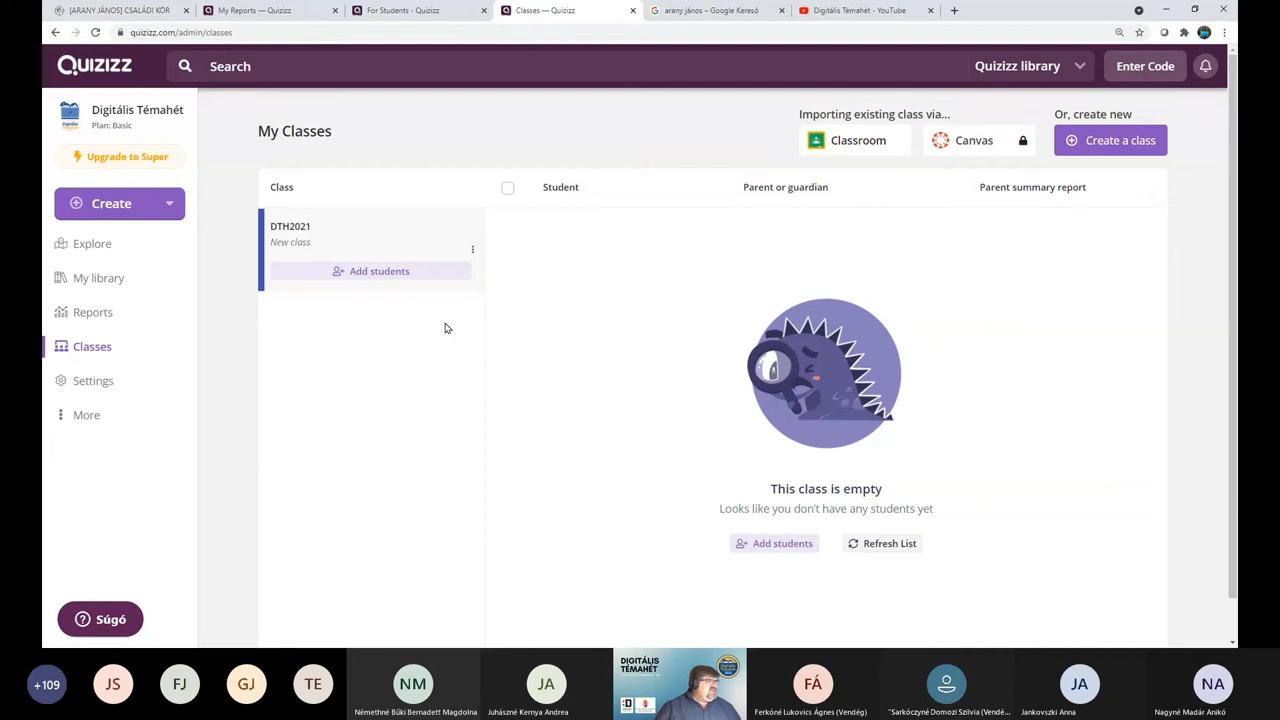 [ARANY JÁNOS] CSALÁDI KÖR
My Reports — Quizizz
For Students - Quizizz
Classes — Quizizz
arany jános – Google Kereső
Digitális Témahét - YouTube
quizizz.com/admin/classes
Quizizz
Search
Quizizz library
Enter Code
Digitális Témahét
Plan: Basic
Upgrade to Super
Create
Explore
My library
Reports
Classes
Settings
More
Súgó
My Classes
Importing existing class via...
Classroom
Canvas
Or, create new
Create a class
Class
Student
Parent or guardian
Parent summary report
DTH2021
New class
Add students
This class is empty
Looks like you don't have any students yet
Add students
Refresh List
+109
JS
FJ
GJ
TE
NM
Némethné Büki Bernadett Magdolna
JA
Juhászné Kernya Andrea
DIGITÁLIS
TÉMAHÉT
FÁ
Ferkóné Lukovics Ágnes (Vendég)
"Sarkóczyné Domozi Szilvia (Vendé...
JA
Jankovszki Anna
NA
Nagyné Madár Anikó